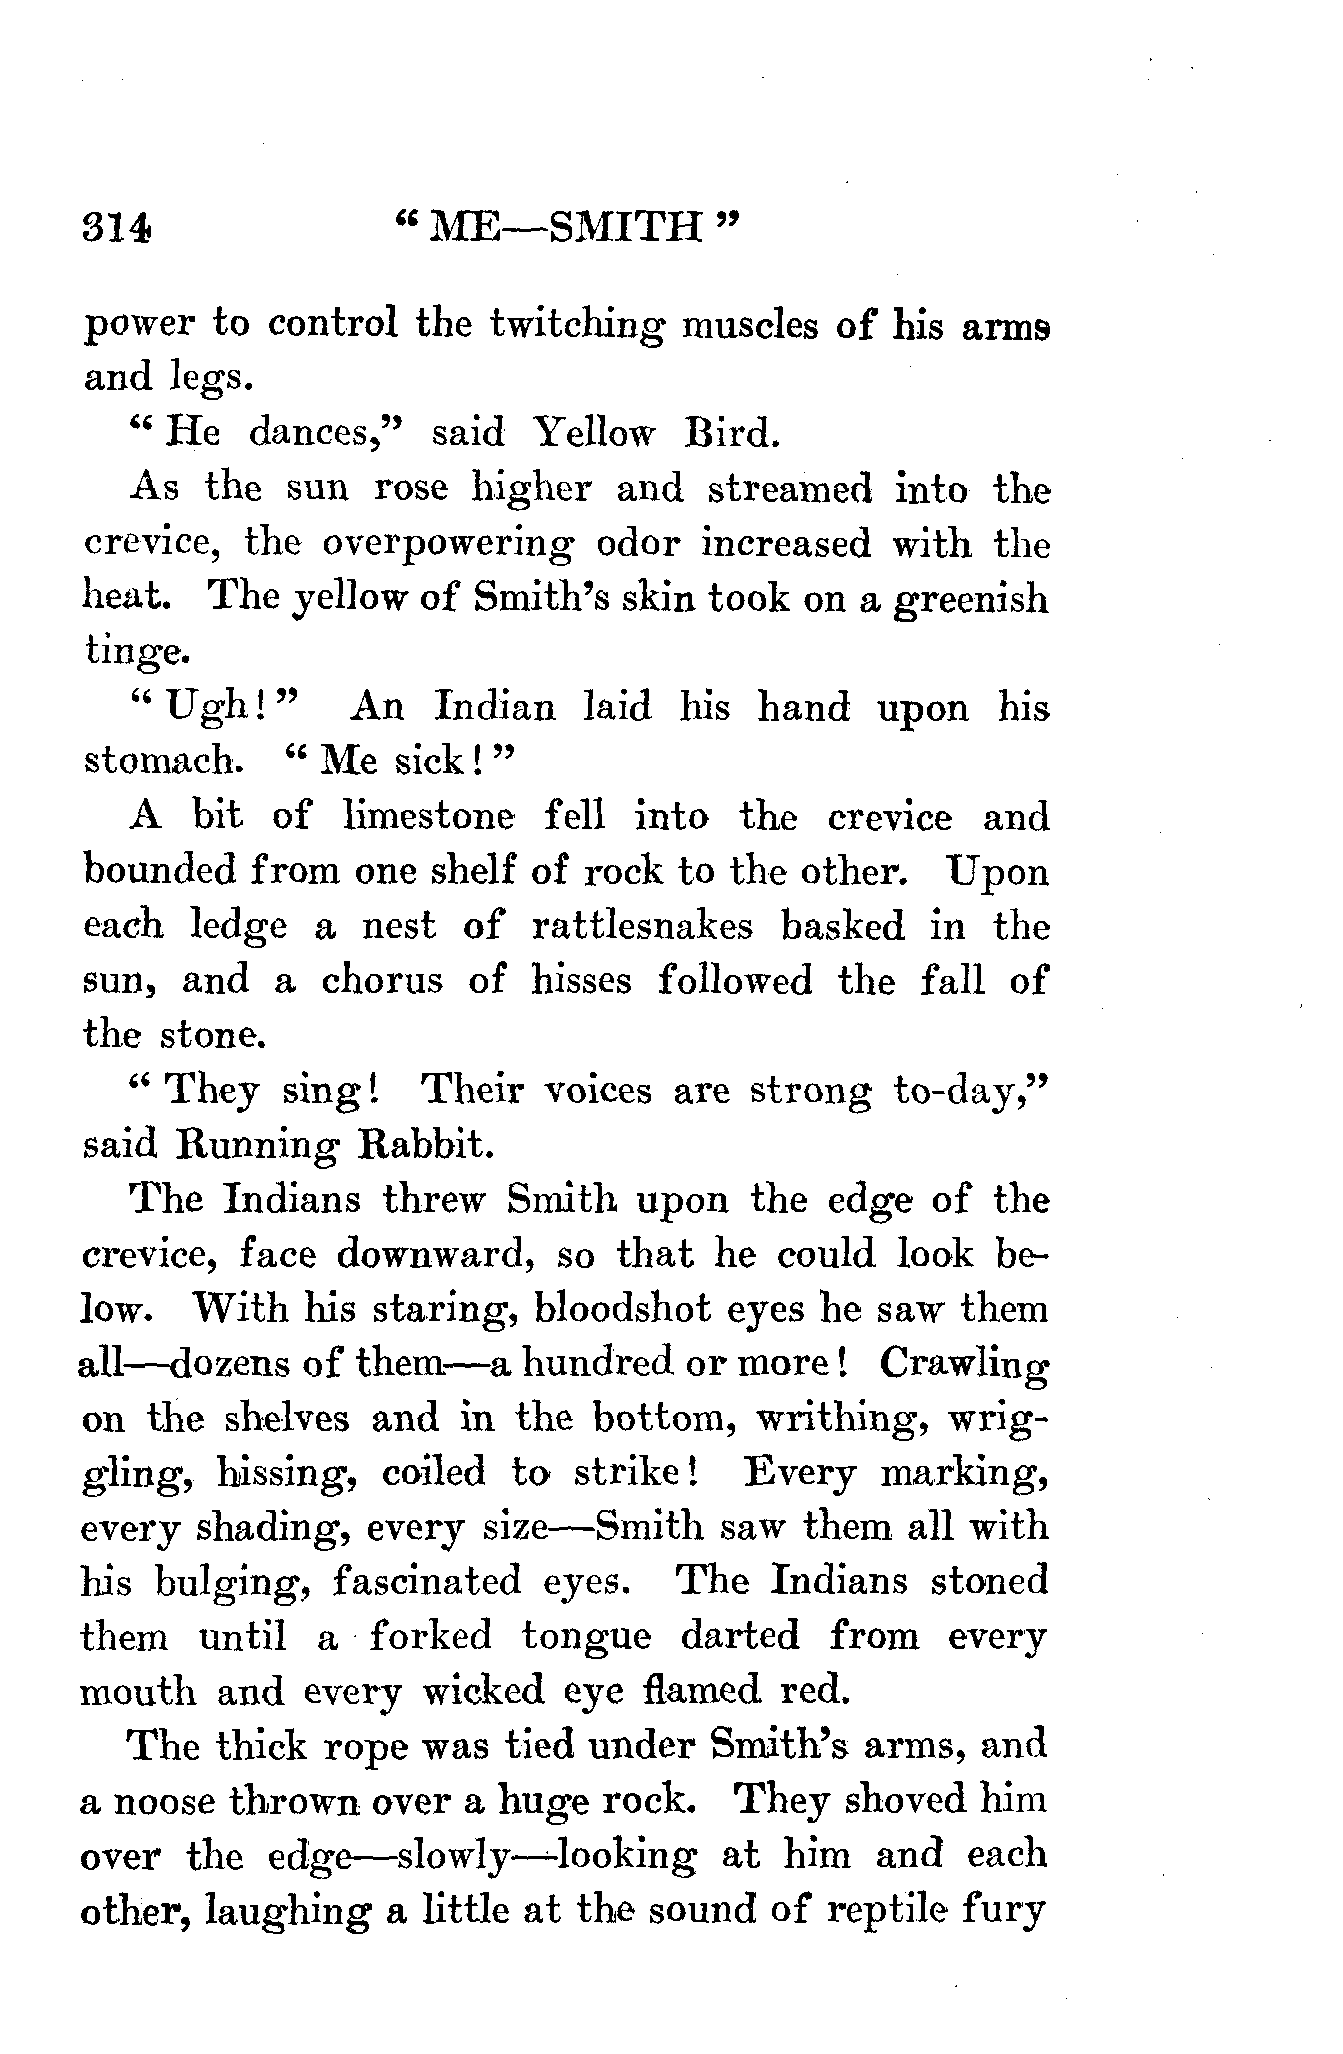 314 “ ME—SMITH ”
power to control the twitching muscles of his arms
and legs.
“ He dances,” said Yellow Bird.
As the sun rose higher and streamed into the
crevice, the overpowering odor increased with the
heat. The yellow of Smith’s skin took on a greenish
tinge.
“ Ugh! ” An Indian laid his hand upon his
stomach. “ Me sick! ”
A bit of limestone fell into the crevice and
bounded from one shelf of rock to the other. Upon
each ledge a nest of rattlesnakes basked in the
sun, and a chorus of hisses followed the fall of
the stone.
“ They sing! Their voices are strong to-day,”
said Running Rabbit.
The Indians threw Smith upon the edge of the
crevice, face downward, so that he could look be-
low. With his staring, bloodshot eyes he saw them
all—dozens of them—a hundred or more! Crawling
on the shelves and in the bottom, writhing, wrig-
gling, hissing, coiled to strike! Every marking,
every shading, every size—Smith saw them all with
his bulging, fascinated eyes. The Indians stoned
them until a forked tongue darted from every
mouth and every wicked eye flamed red.
The thick rope was tied under Smith’s arms, and
a noose thrown over a huge rock. They shoved him
over the edge—slowly—looking at him and each
other, laughing a little at the sound of reptile fury